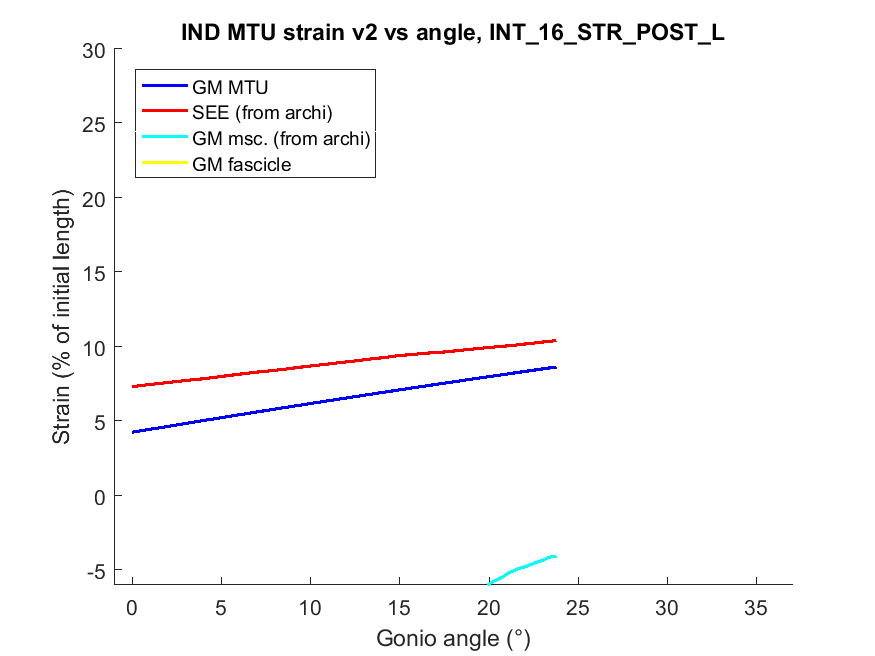 IND MTU strain v2 vs angle, INT_16_STR_POST_L
30
25
20
15
10
5
0
-5
Strain (% of initial length)
GM MTU
SEE (from archi)
GM msc. (from archi)
GM fascicle
0 5 10 15 20 25 30 35
Gonio angle (°)